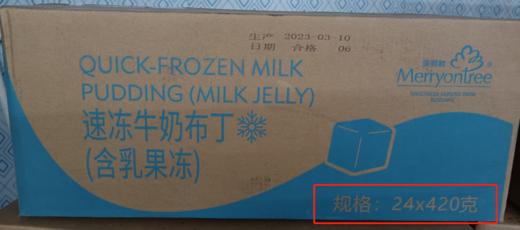 生产 2023-03-10
日期 合格 06
QUICK-FROZEN MILK
PUDDING (MILK JELLY)
速冻牛奶布丁
(含乳果冻)
Merryontree
规格：24x420克